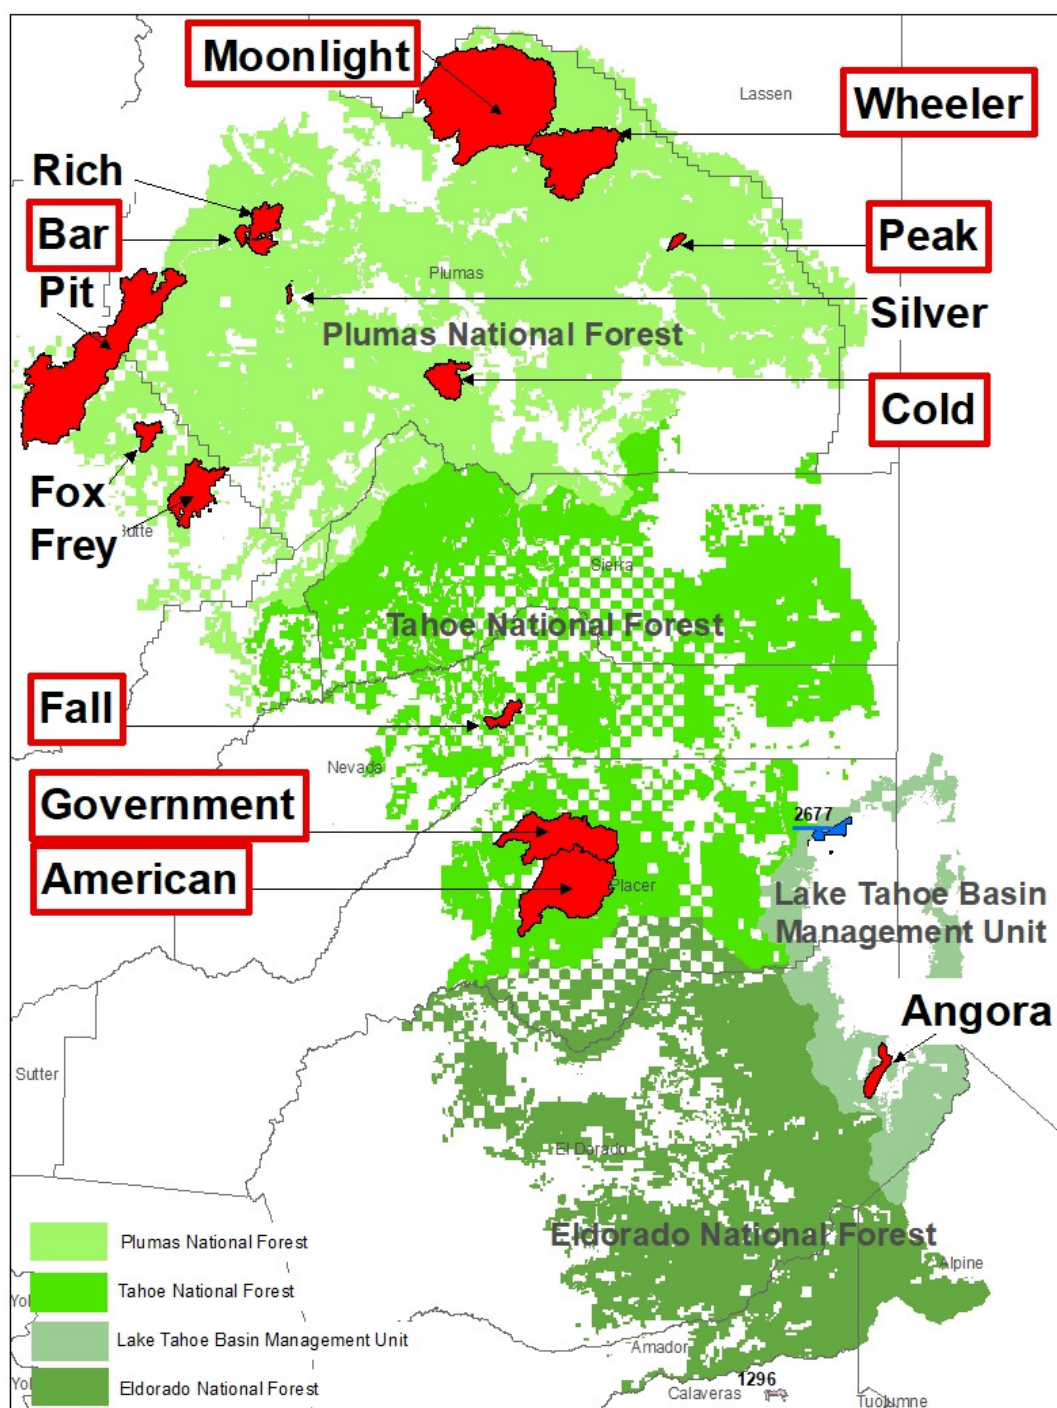 Moonlight
Lassen
Wheeler
Rich
Bar
Peak
Plumas
Pit
Silver
Plumas National Forest
Cold
Fox
Frey
Sierra
Tahoe National Forest
Fall
Nevada
Government
2677
American
Placer
Lake Tahoe Basin
Management Unit
Angora
Sutter
El Dorado
Eldorado National Forest
Plumas National Forest
Alpine
Tahoe National Forest
Lake Tahoe Basin Management Unit
Amador
Eldorado National Forest
1296
Calaveras
Tuolumne